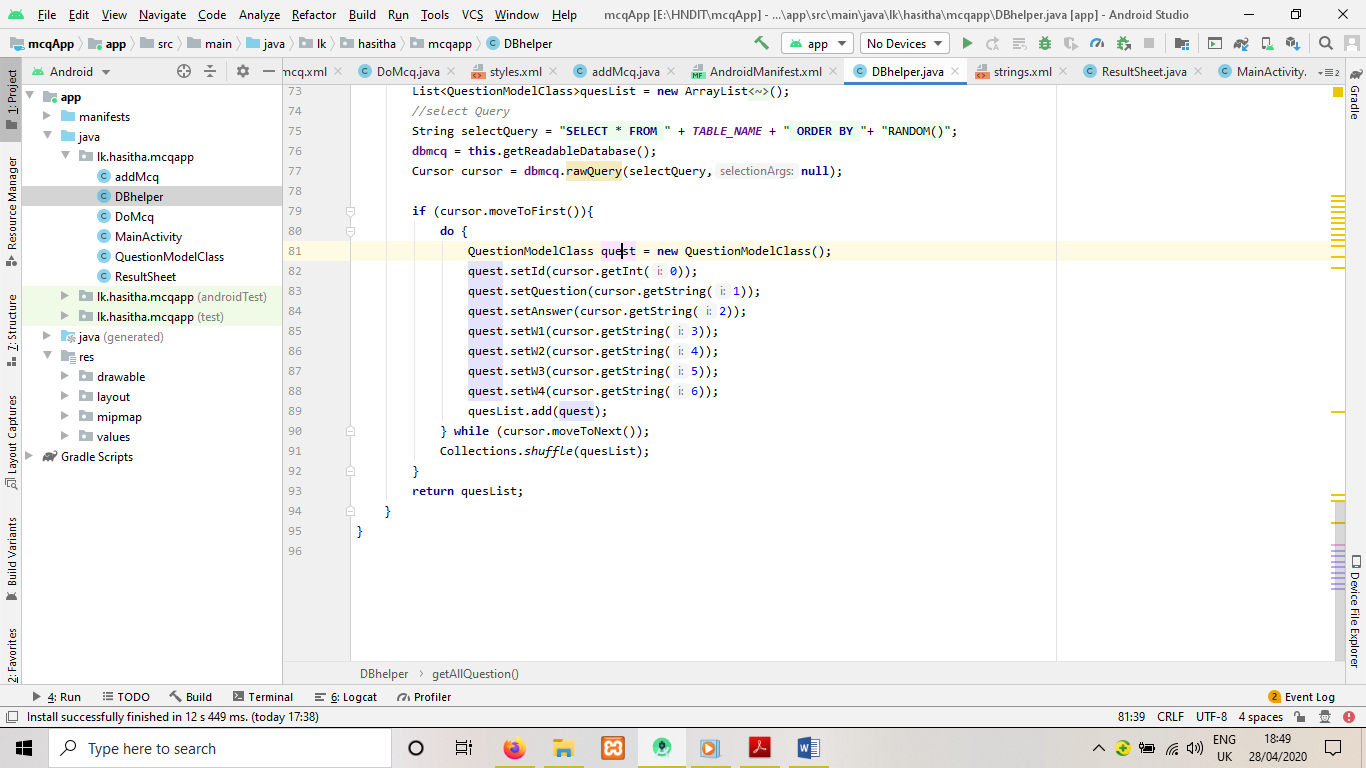 File Edit View Navigate Code Analyze Refactor Build Run Tools VCS Window Help mcqApp [E:\HNDIT\mcqApp] - ...\app\src\main\java\lk\hasitha\mcqapp\DBhelper.java [app] - Android Studio
mcqApp app src main java lk hasitha mcqapp DBhelper app No Devices
Android mcq.xml DoMcq.java styles.xml addMcq.java AndroidManifest.xml DBhelper.java strings.xml ResultSheet.java MainActivity.
1: Project
Resource Manager
7: Structure
Layout Captures
Build Variants
2: Favorites
app
manifests
java
lk.hasitha.mcqapp
addMcq
DBhelper
DoMcq
MainActivity
QuestionModelClass
ResultSheet
lk.hasitha.mcqapp (androidTest)
lk.hasitha.mcqapp (test)
java (generated)
res
drawable
layout
mipmap
values
Gradle Scripts
73 List<QuestionModelClass>quesList = new ArrayList<~>();
74 //select Query
75 String selectQuery = "SELECT * FROM " + TABLE_NAME + " ORDER BY "+ "RANDOM()";
76 dbmcq = this.getReadableDatabase();
77 Cursor cursor = dbmcq.rawQuery(selectQuery, selectionArgs: null);
78
79 if (cursor.moveToFirst()){
80 do {
81 QuestionModelClass quest = new QuestionModelClass();
82 quest.setId(cursor.getInt( i: 0));
83 quest.setQuestion(cursor.getString( i: 1));
84 quest.setAnswer(cursor.getString( i: 2));
85 quest.setW1(cursor.getString( i: 3));
86 quest.setW2(cursor.getString( i: 4));
87 quest.setW3(cursor.getString( i: 5));
88 quest.setW4(cursor.getString( i: 6));
89 quesList.add(quest);
90 } while (cursor.moveToNext());
91 Collections.shuffle(quesList);
92 }
93 return quesList;
94 }
95 }
96
Gradle
Device File Explorer
DBhelper › getAllQuestion()
4: Run TODO Build Terminal 6: Logcat Profiler 2 Event Log
Install successfully finished in 12 s 449 ms. (today 17:38) 81:39 CRLF UTF-8 4 spaces
Type here to search
ENG 18:49
UK 28/04/2020